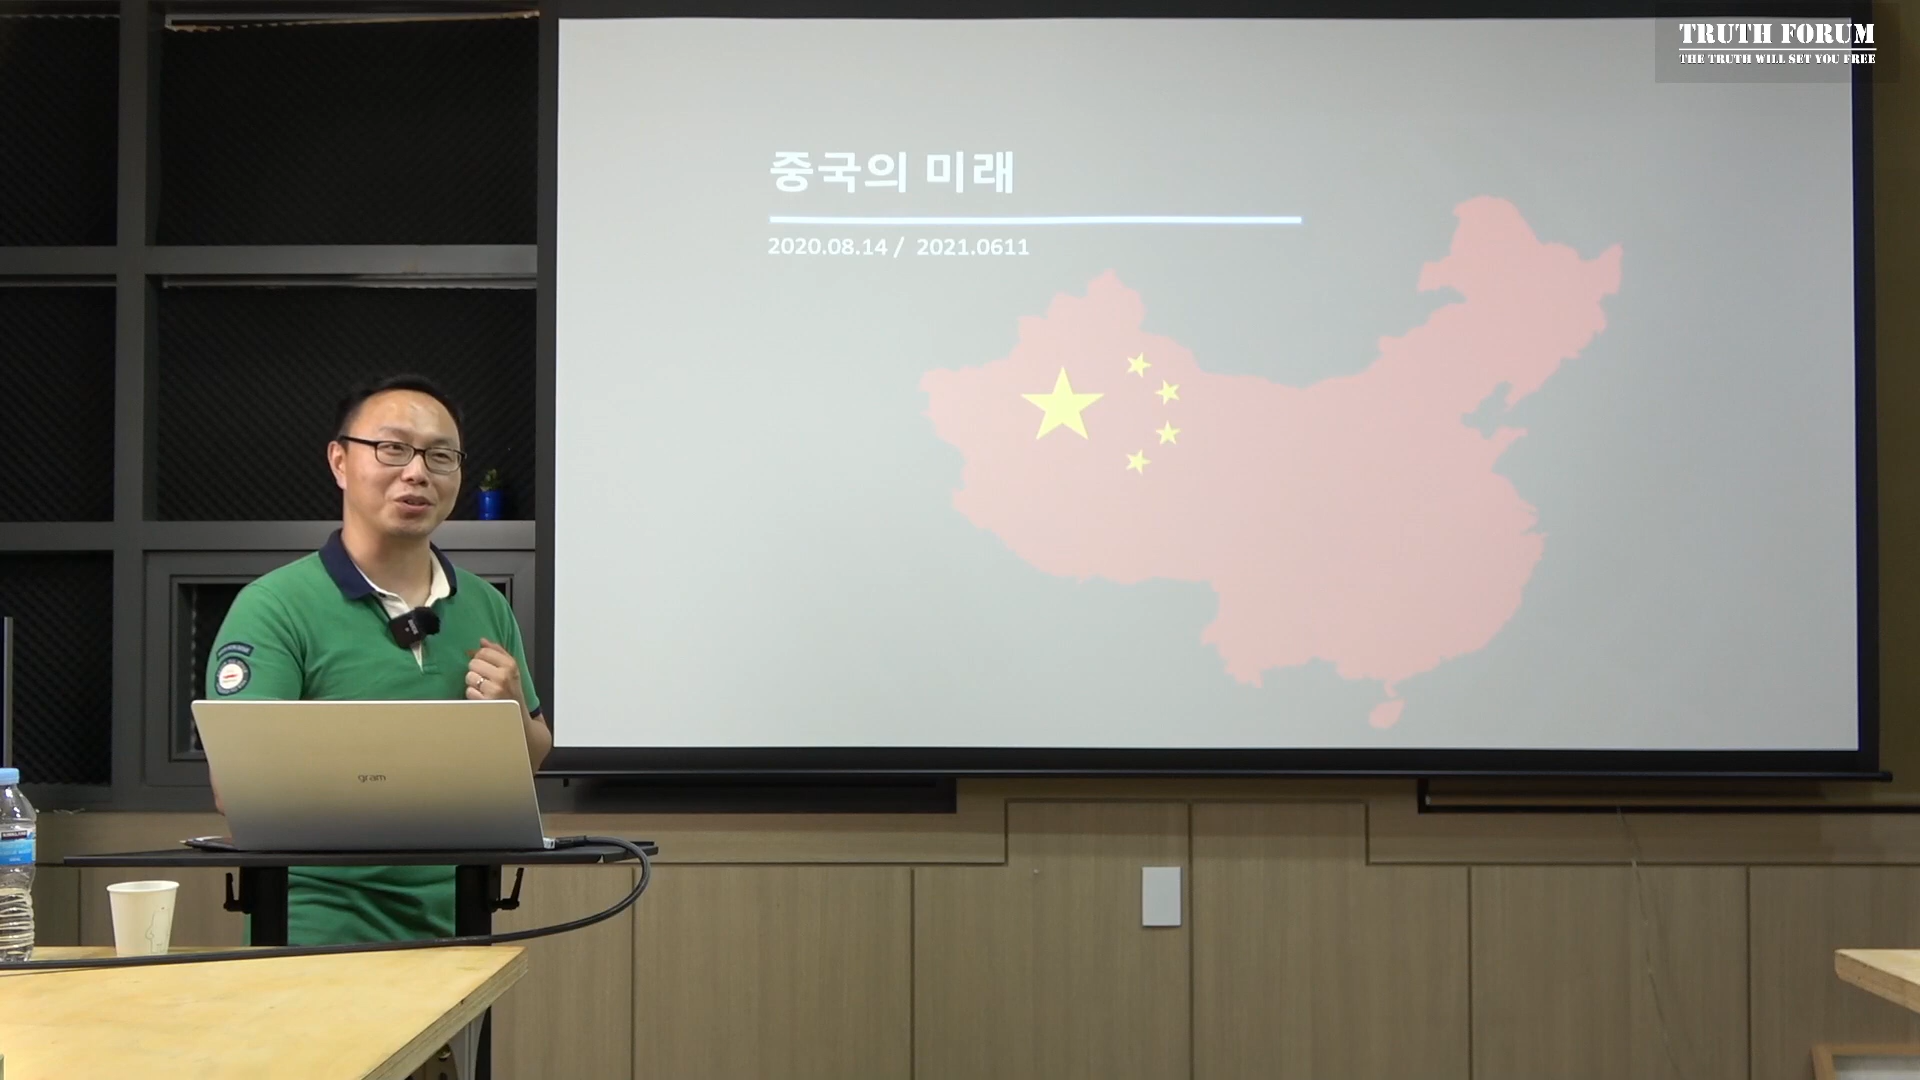 TRUTH FORUM
THE TRUTH WILL SET YOU FREE
중국의 미래
2020.08.14 / 2021.0611
gram